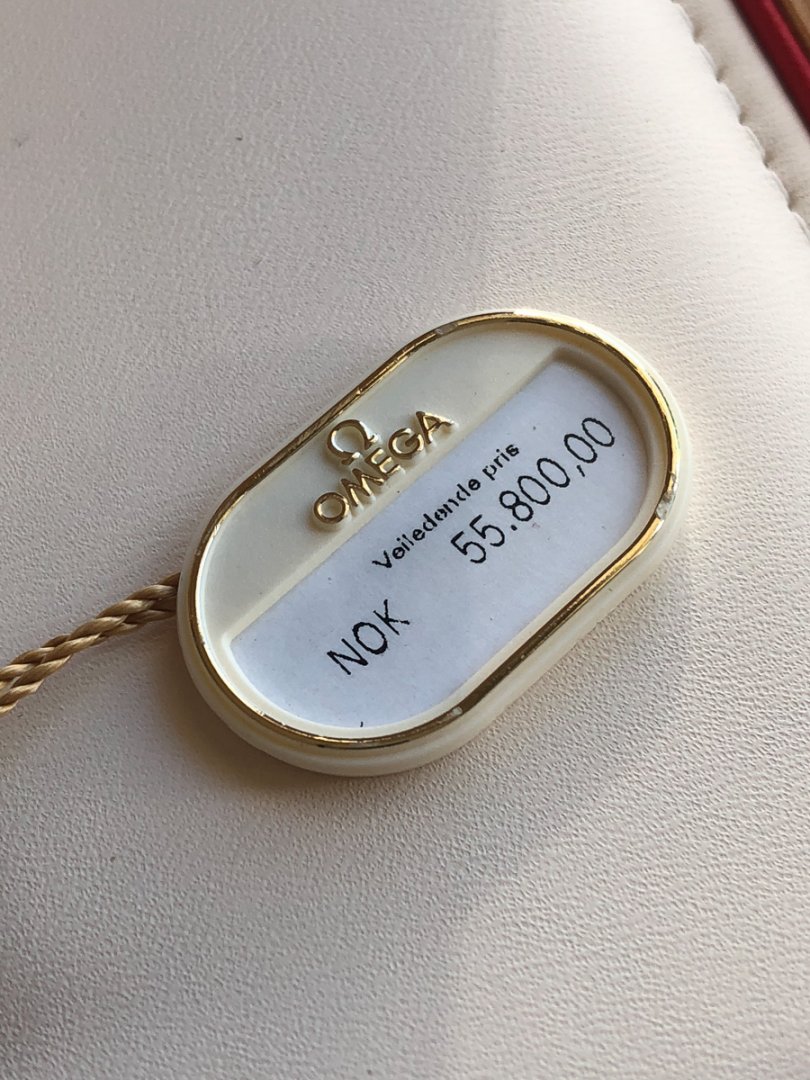 Ω
OMEGA
Veiledende pris
NOK 55.800,00